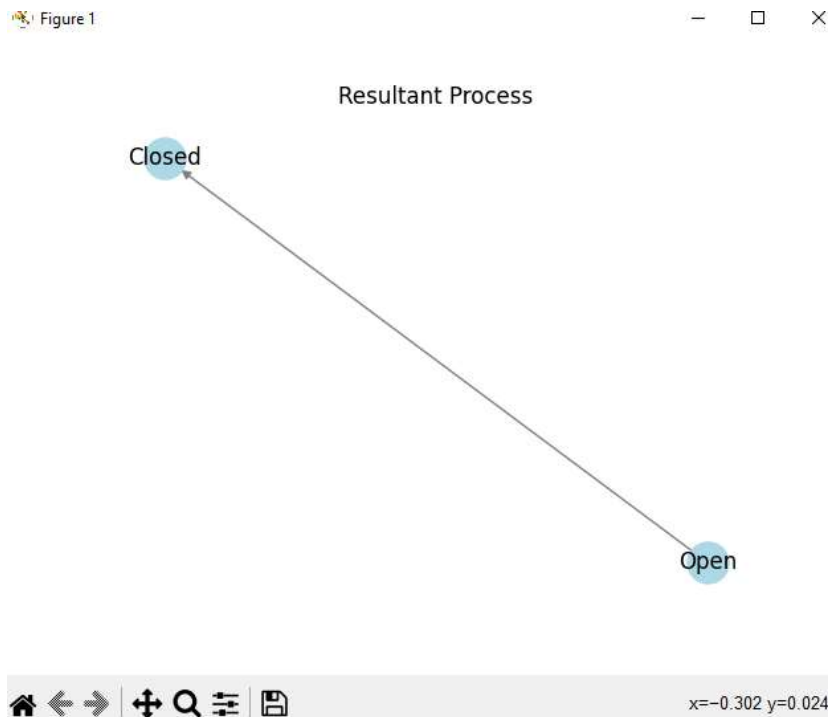 Figure 1
Resultant Process
Closed
Open
x=−0.302 y=0.024